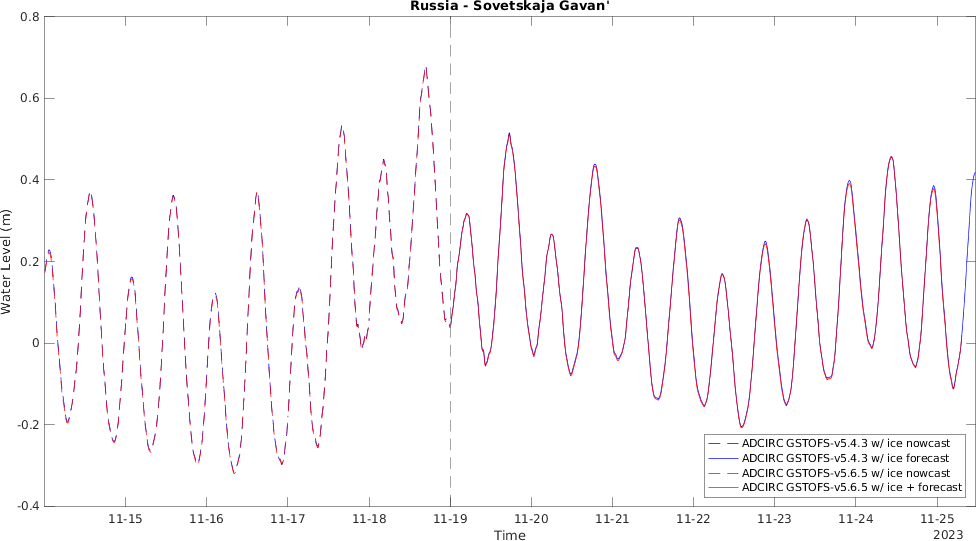 Russia - Sovetskaja Gavan'
Water Level (m)
0.8
0.6
0.4
0.2
0
-0.2
-0.4
ADCIRC GSTOFS-v5.4.3 w/ ice nowcast
ADCIRC GSTOFS-v5.4.3 w/ ice forecast
ADCIRC GSTOFS-v5.6.5 w/ ice nowcast
ADCIRC GSTOFS-v5.6.5 w/ ice + forecast
11-15 11-16 11-17 11-18 11-19 11-20 11-21 11-22 11-23 11-24 11-25
Time
2023